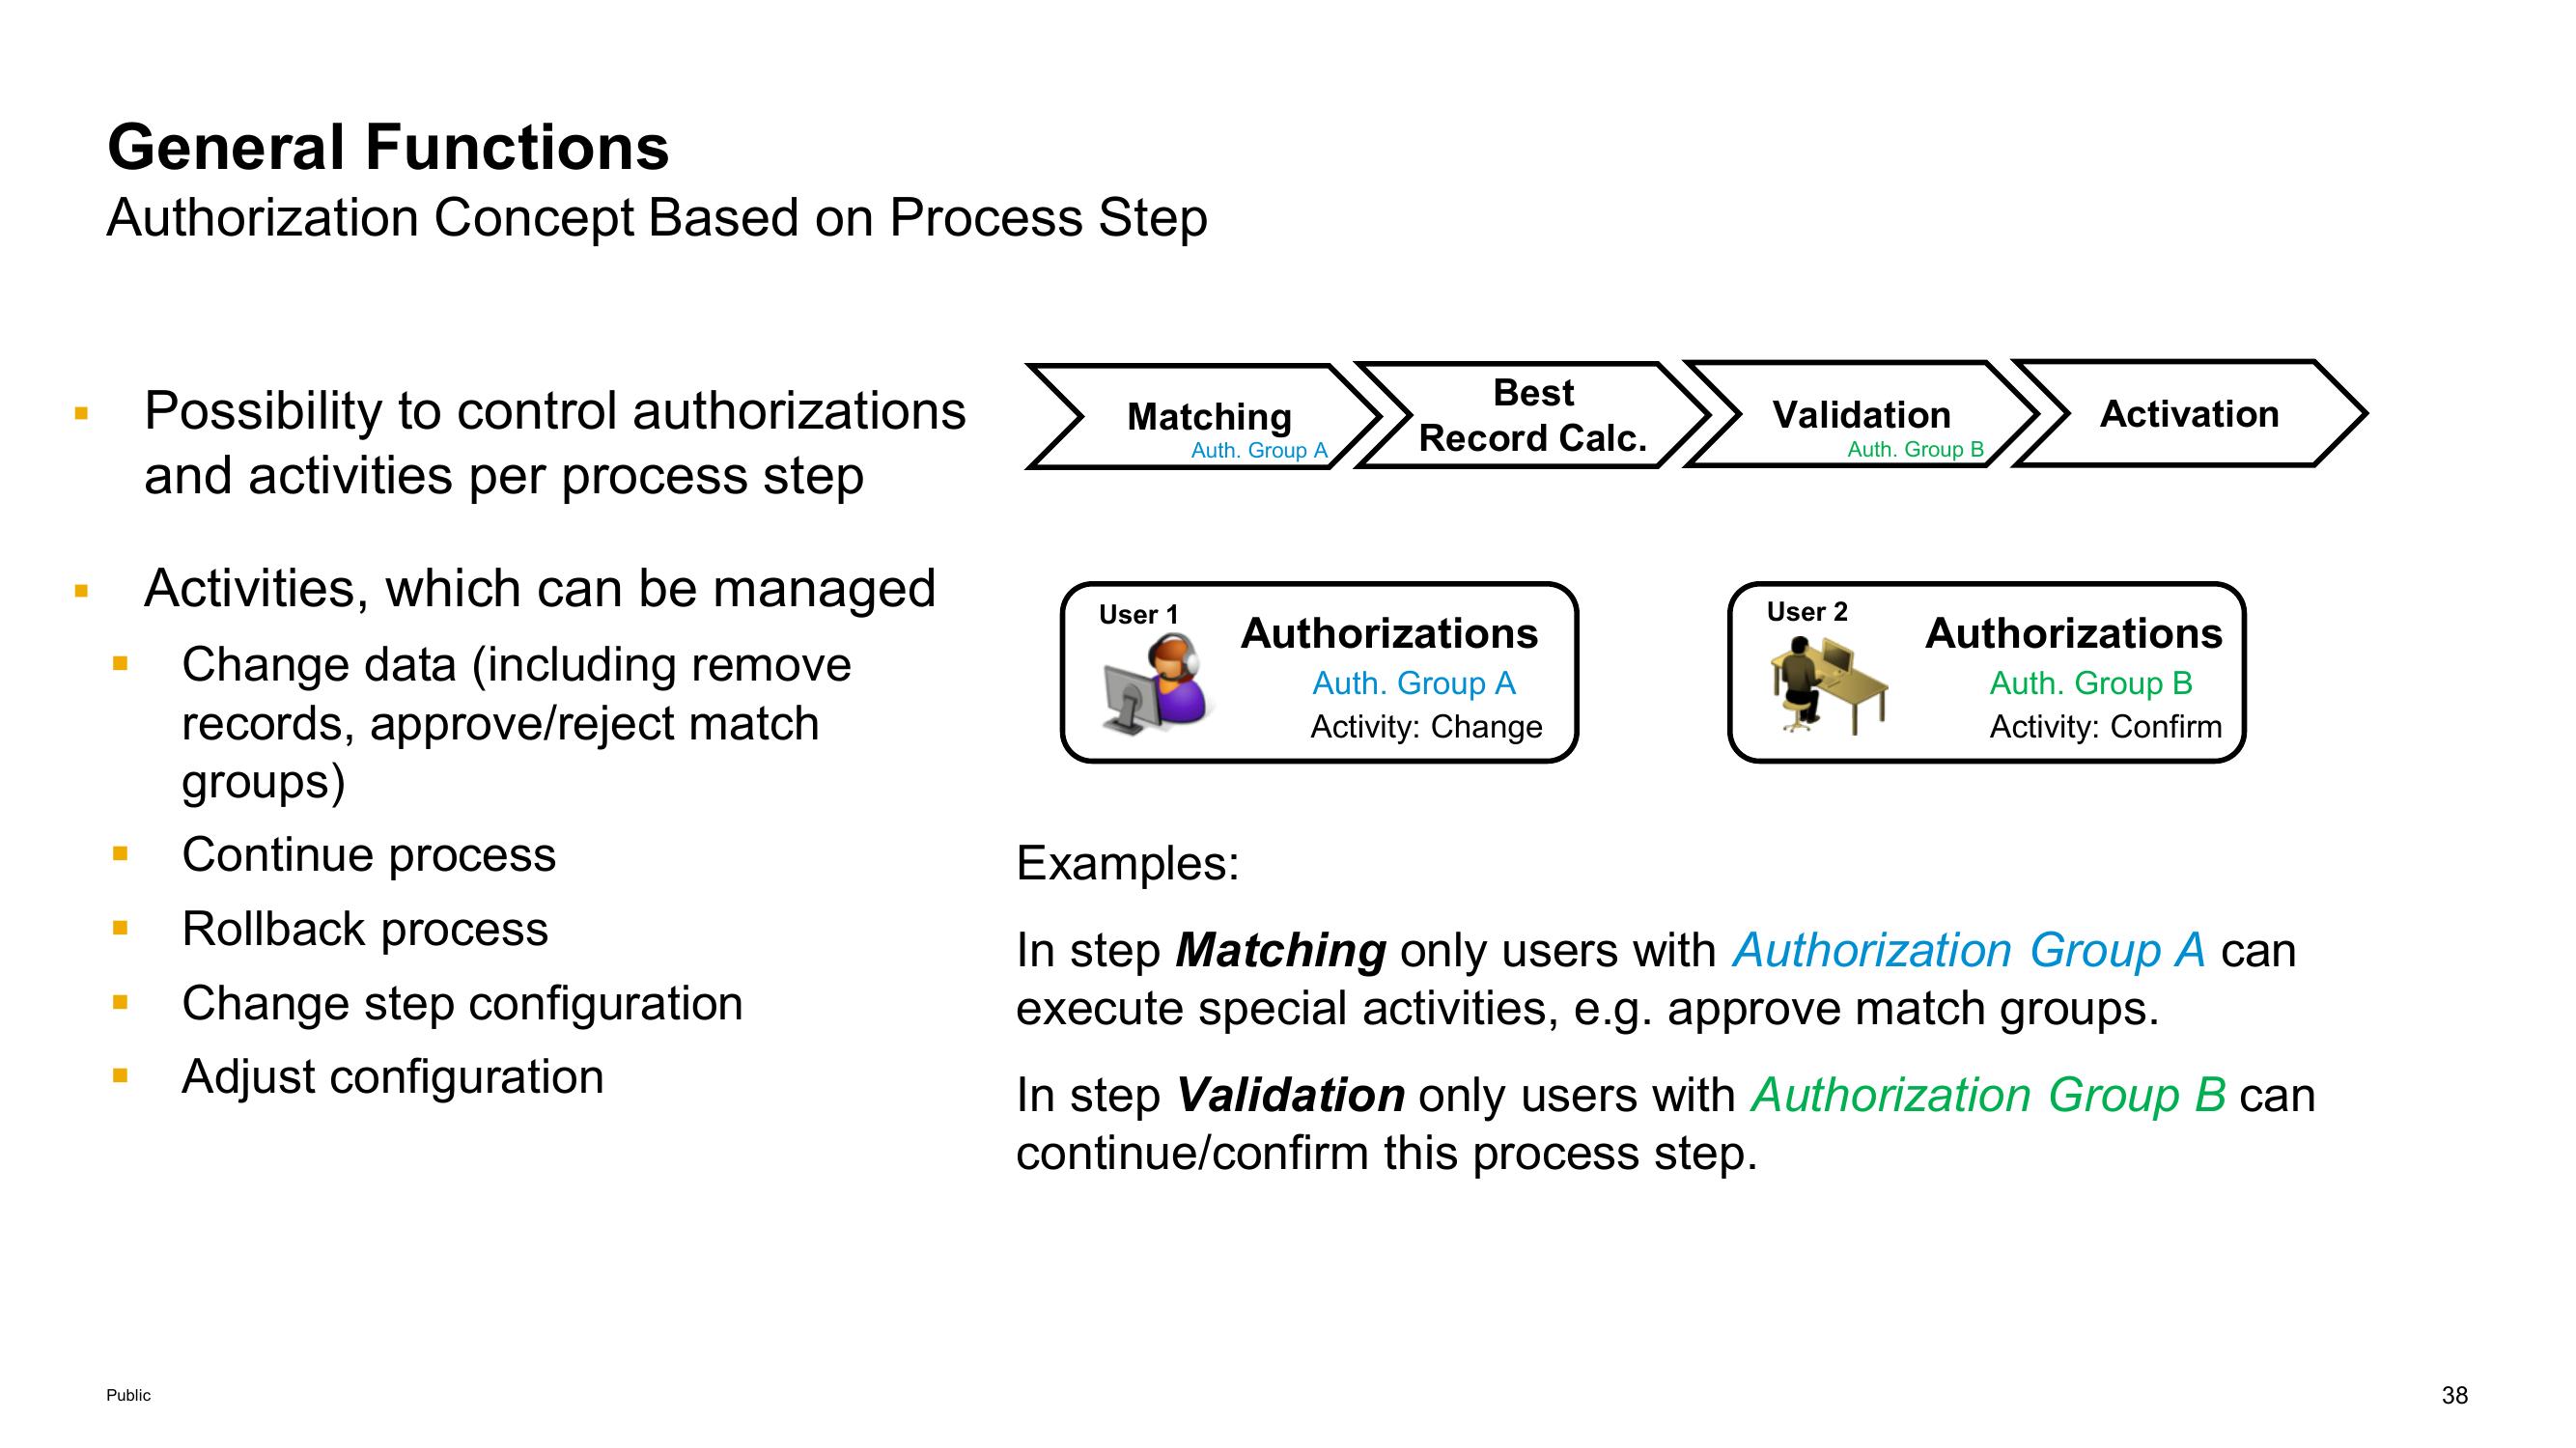 General Functions
Authorization Concept Based on Process Step
▪ Possibility to control authorizations
and activities per process step
▪ Activities, which can be managed
▪ Change data (including remove
records, approve/reject match
groups)
▪ Continue process
▪ Rollback process
▪ Change step configuration
▪ Adjust configuration
Matching
Auth. Group A
Best
Record Calc.
Validation
Auth. Group B
Activation
User 1
Authorizations
Auth. Group A
Activity: Change
User 2
Authorizations
Auth. Group B
Activity: Confirm
Examples:
In step Matching only users with Authorization Group A can
execute special activities, e.g. approve match groups.
In step Validation only users with Authorization Group B can
continue/confirm this process step.
Public
38